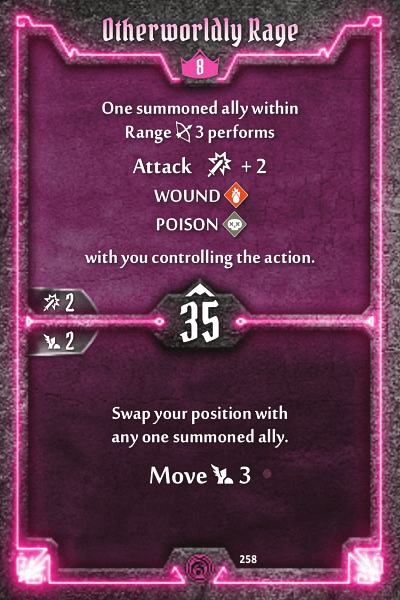 Otherworldly Rage
8
One summoned ally within
Range 3 performs
Attack +2
WOUND
POISON
with you controlling the action.
2
35
2
Swap your position with
any one summoned ally.
Move 3
258